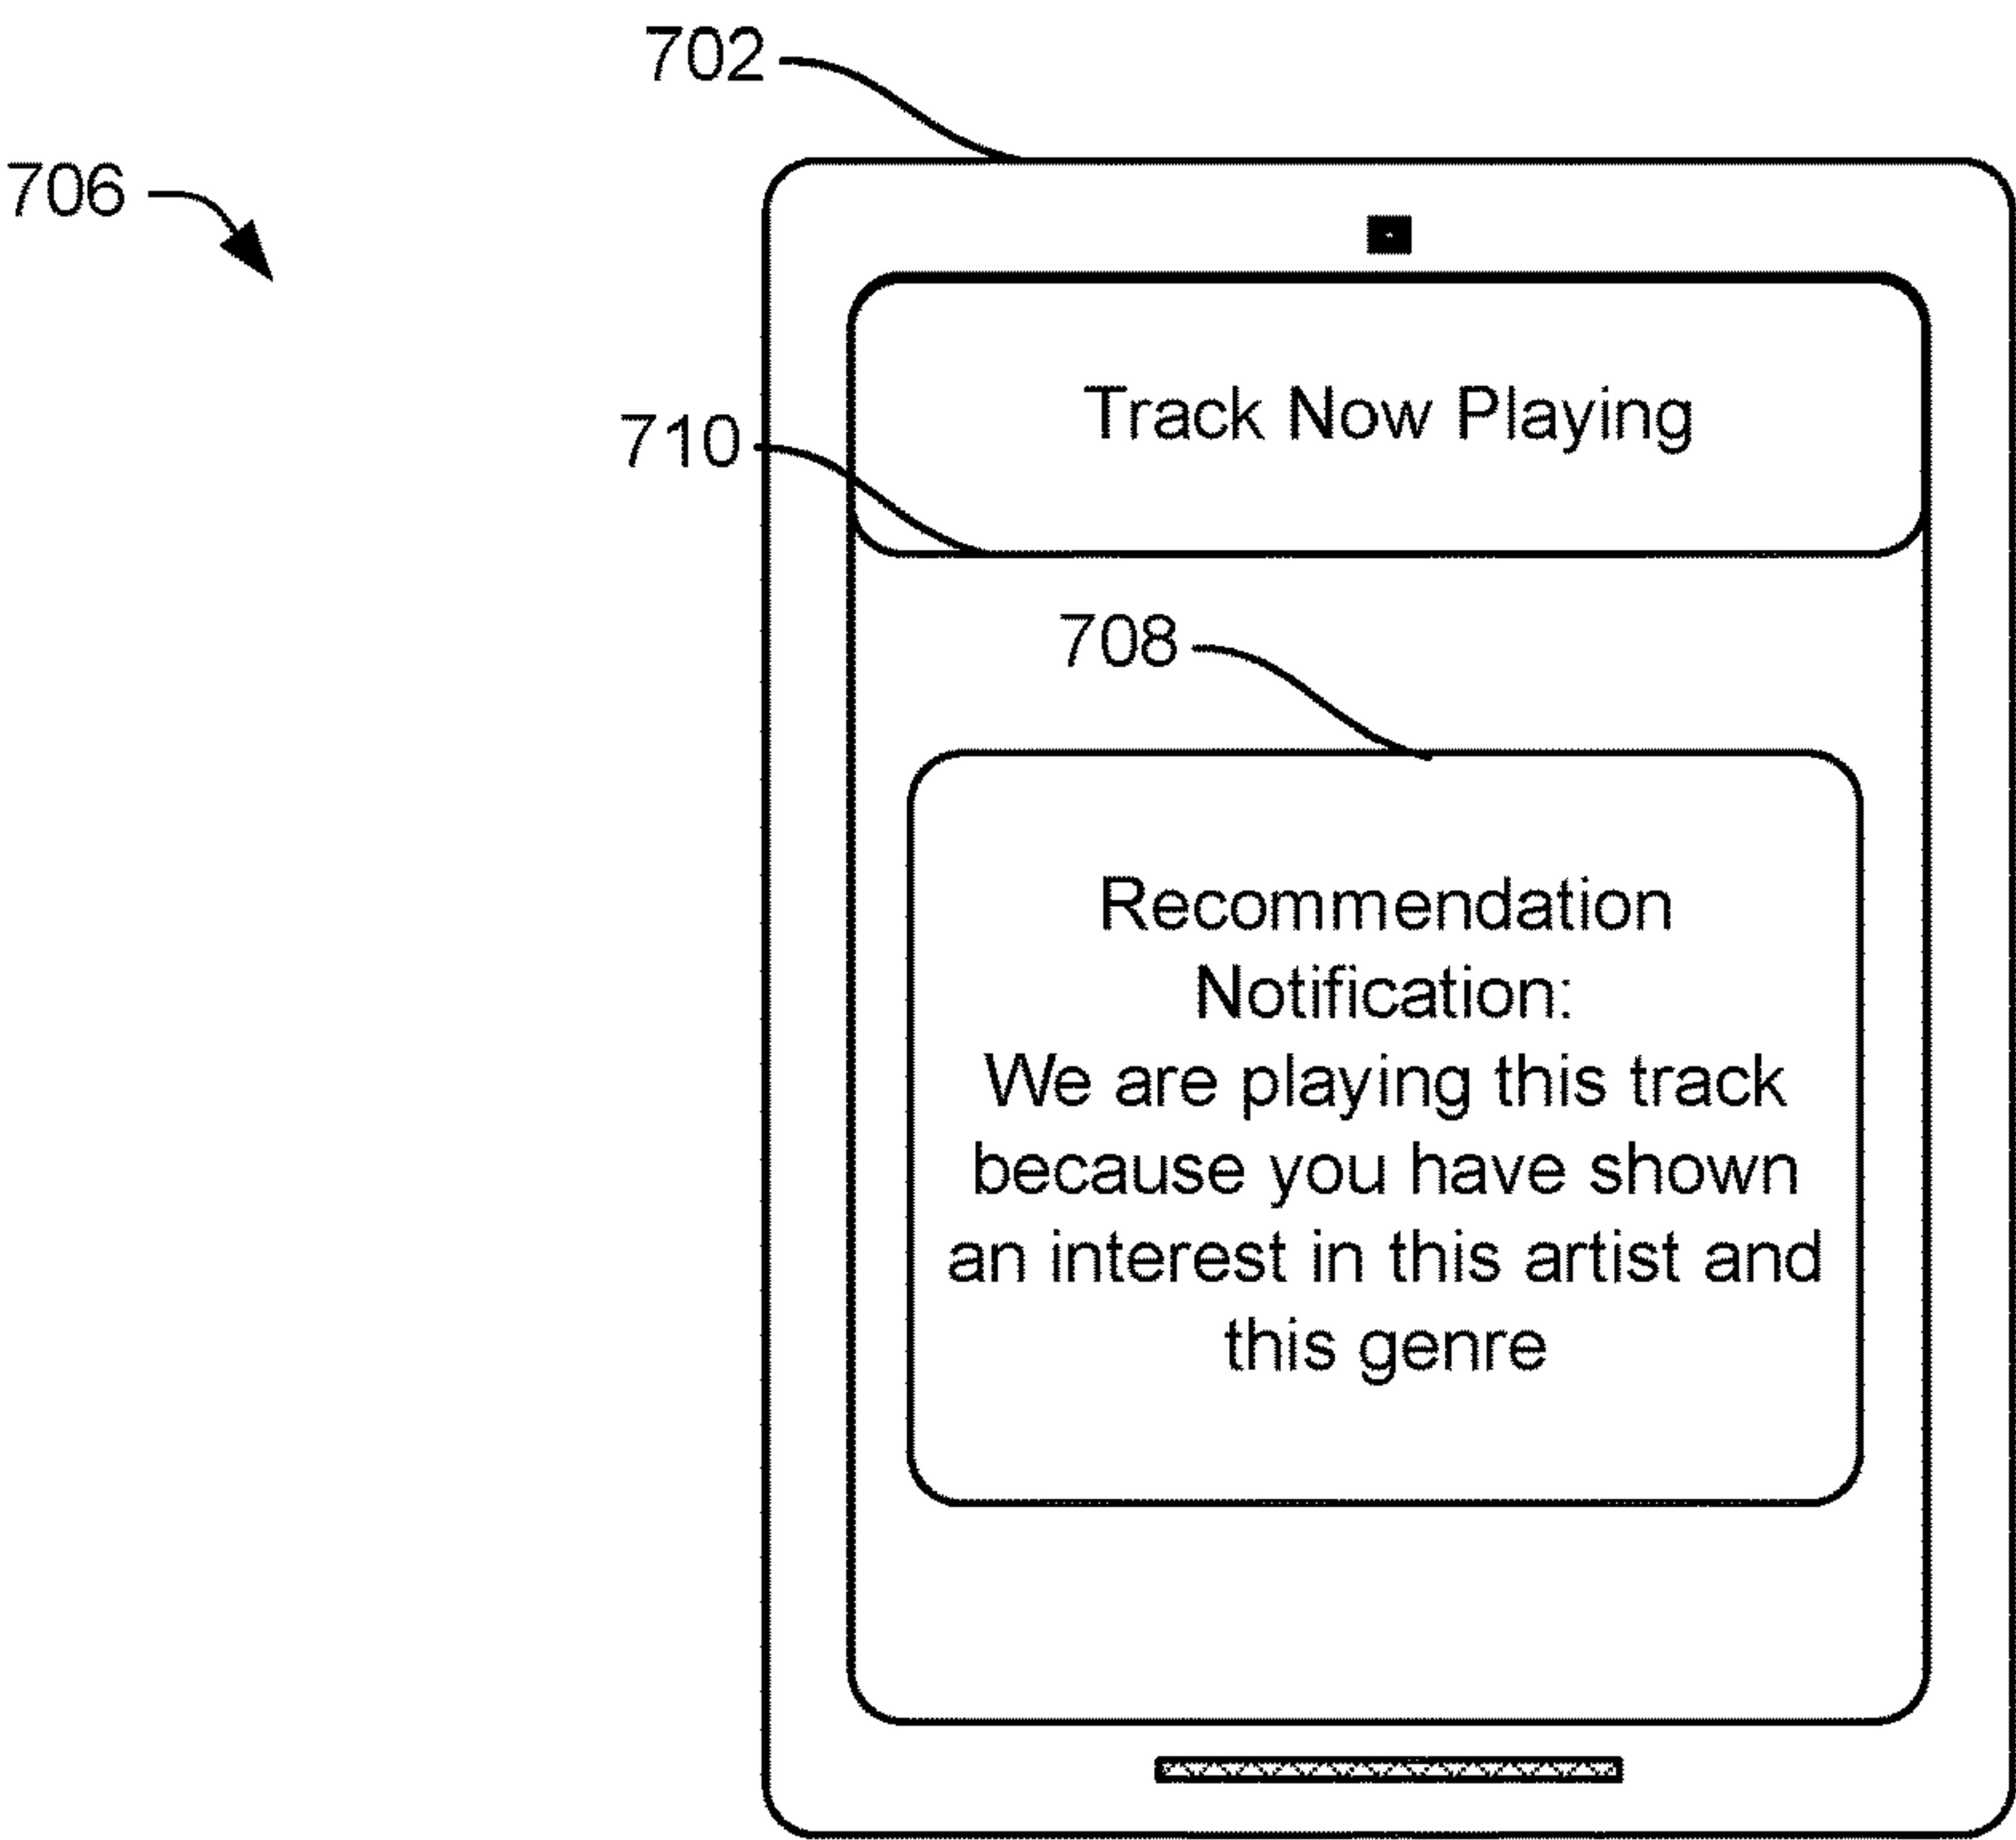 702
706
Track Now Playing
710
708
Recommendation
Notification:
We are playing this track
because you have shown
an interest in this artist and
this genre